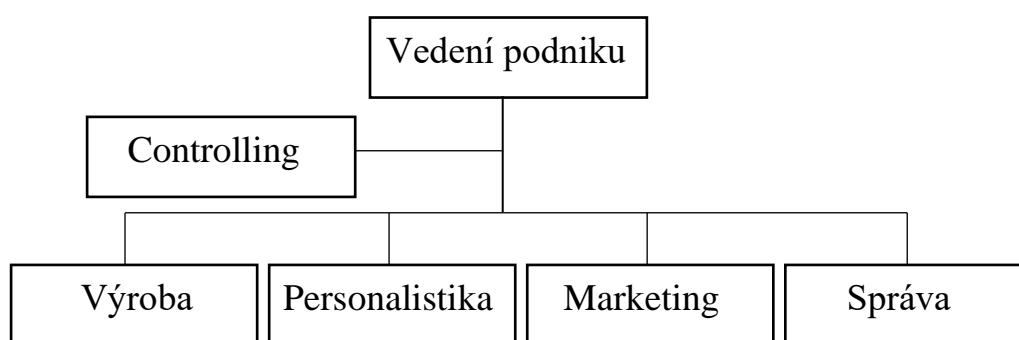 Vedení podniku
Controlling
Výroba
Personalistika
Marketing
Správa